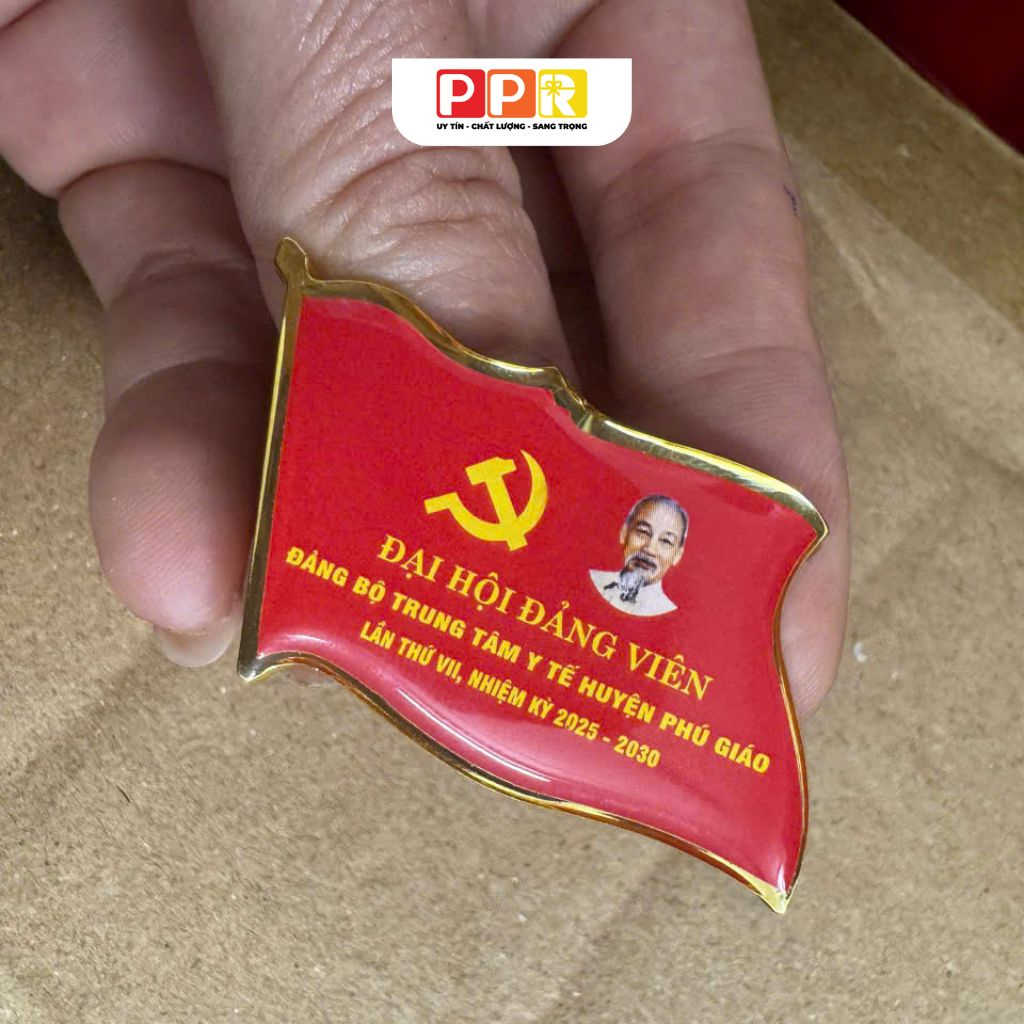 PPR
UY TÍN - CHẤT LƯỢNG - SANG TRỌNG
ĐẠI HỘI ĐẢNG VIÊN
ĐẢNG BỘ TRUNG TÂM Y TẾ HUYỆN PHÚ GIÁO
LẦN THỨ VII, NHIỆM KỲ 2025 - 2030